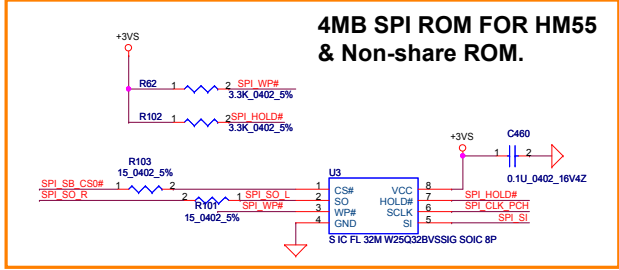 4MB SPI ROM FOR HM55
& Non-share ROM.
+3VS
R62 1 2 SPI_WP#
3.3K_0402_5%
R102 1 2 SPI_HOLD#
3.3K_0402_5%
+3VS
C460
1 2
0.1U_0402_16V4Z
R103
15_0402_5%
U3
SPI_SB_CS0# 1 2 1 CS# VCC 8
SPI_SO_R 1 2 SPI_SO_L 2 SO HOLD# 7 SPI_HOLD#
R101 SPI_WP# 3 WP# SCLK 6 SPI_CLK_PCH
15_0402_5% 4 GND SI 5 SPI_SI
S IC FL 32M W25Q32BVSSIG SOIC 8P